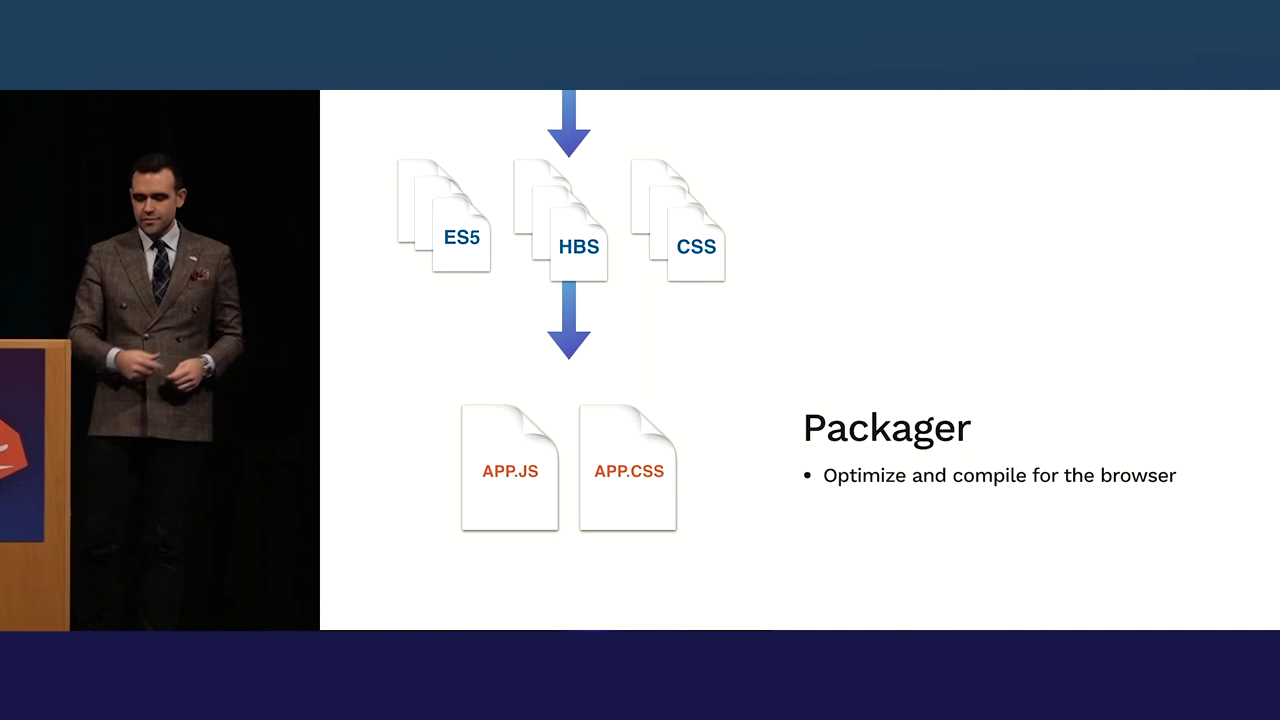 ES5
HBS
CSS
APP.JS
APP.CSS
Packager
• Optimize and compile for the browser